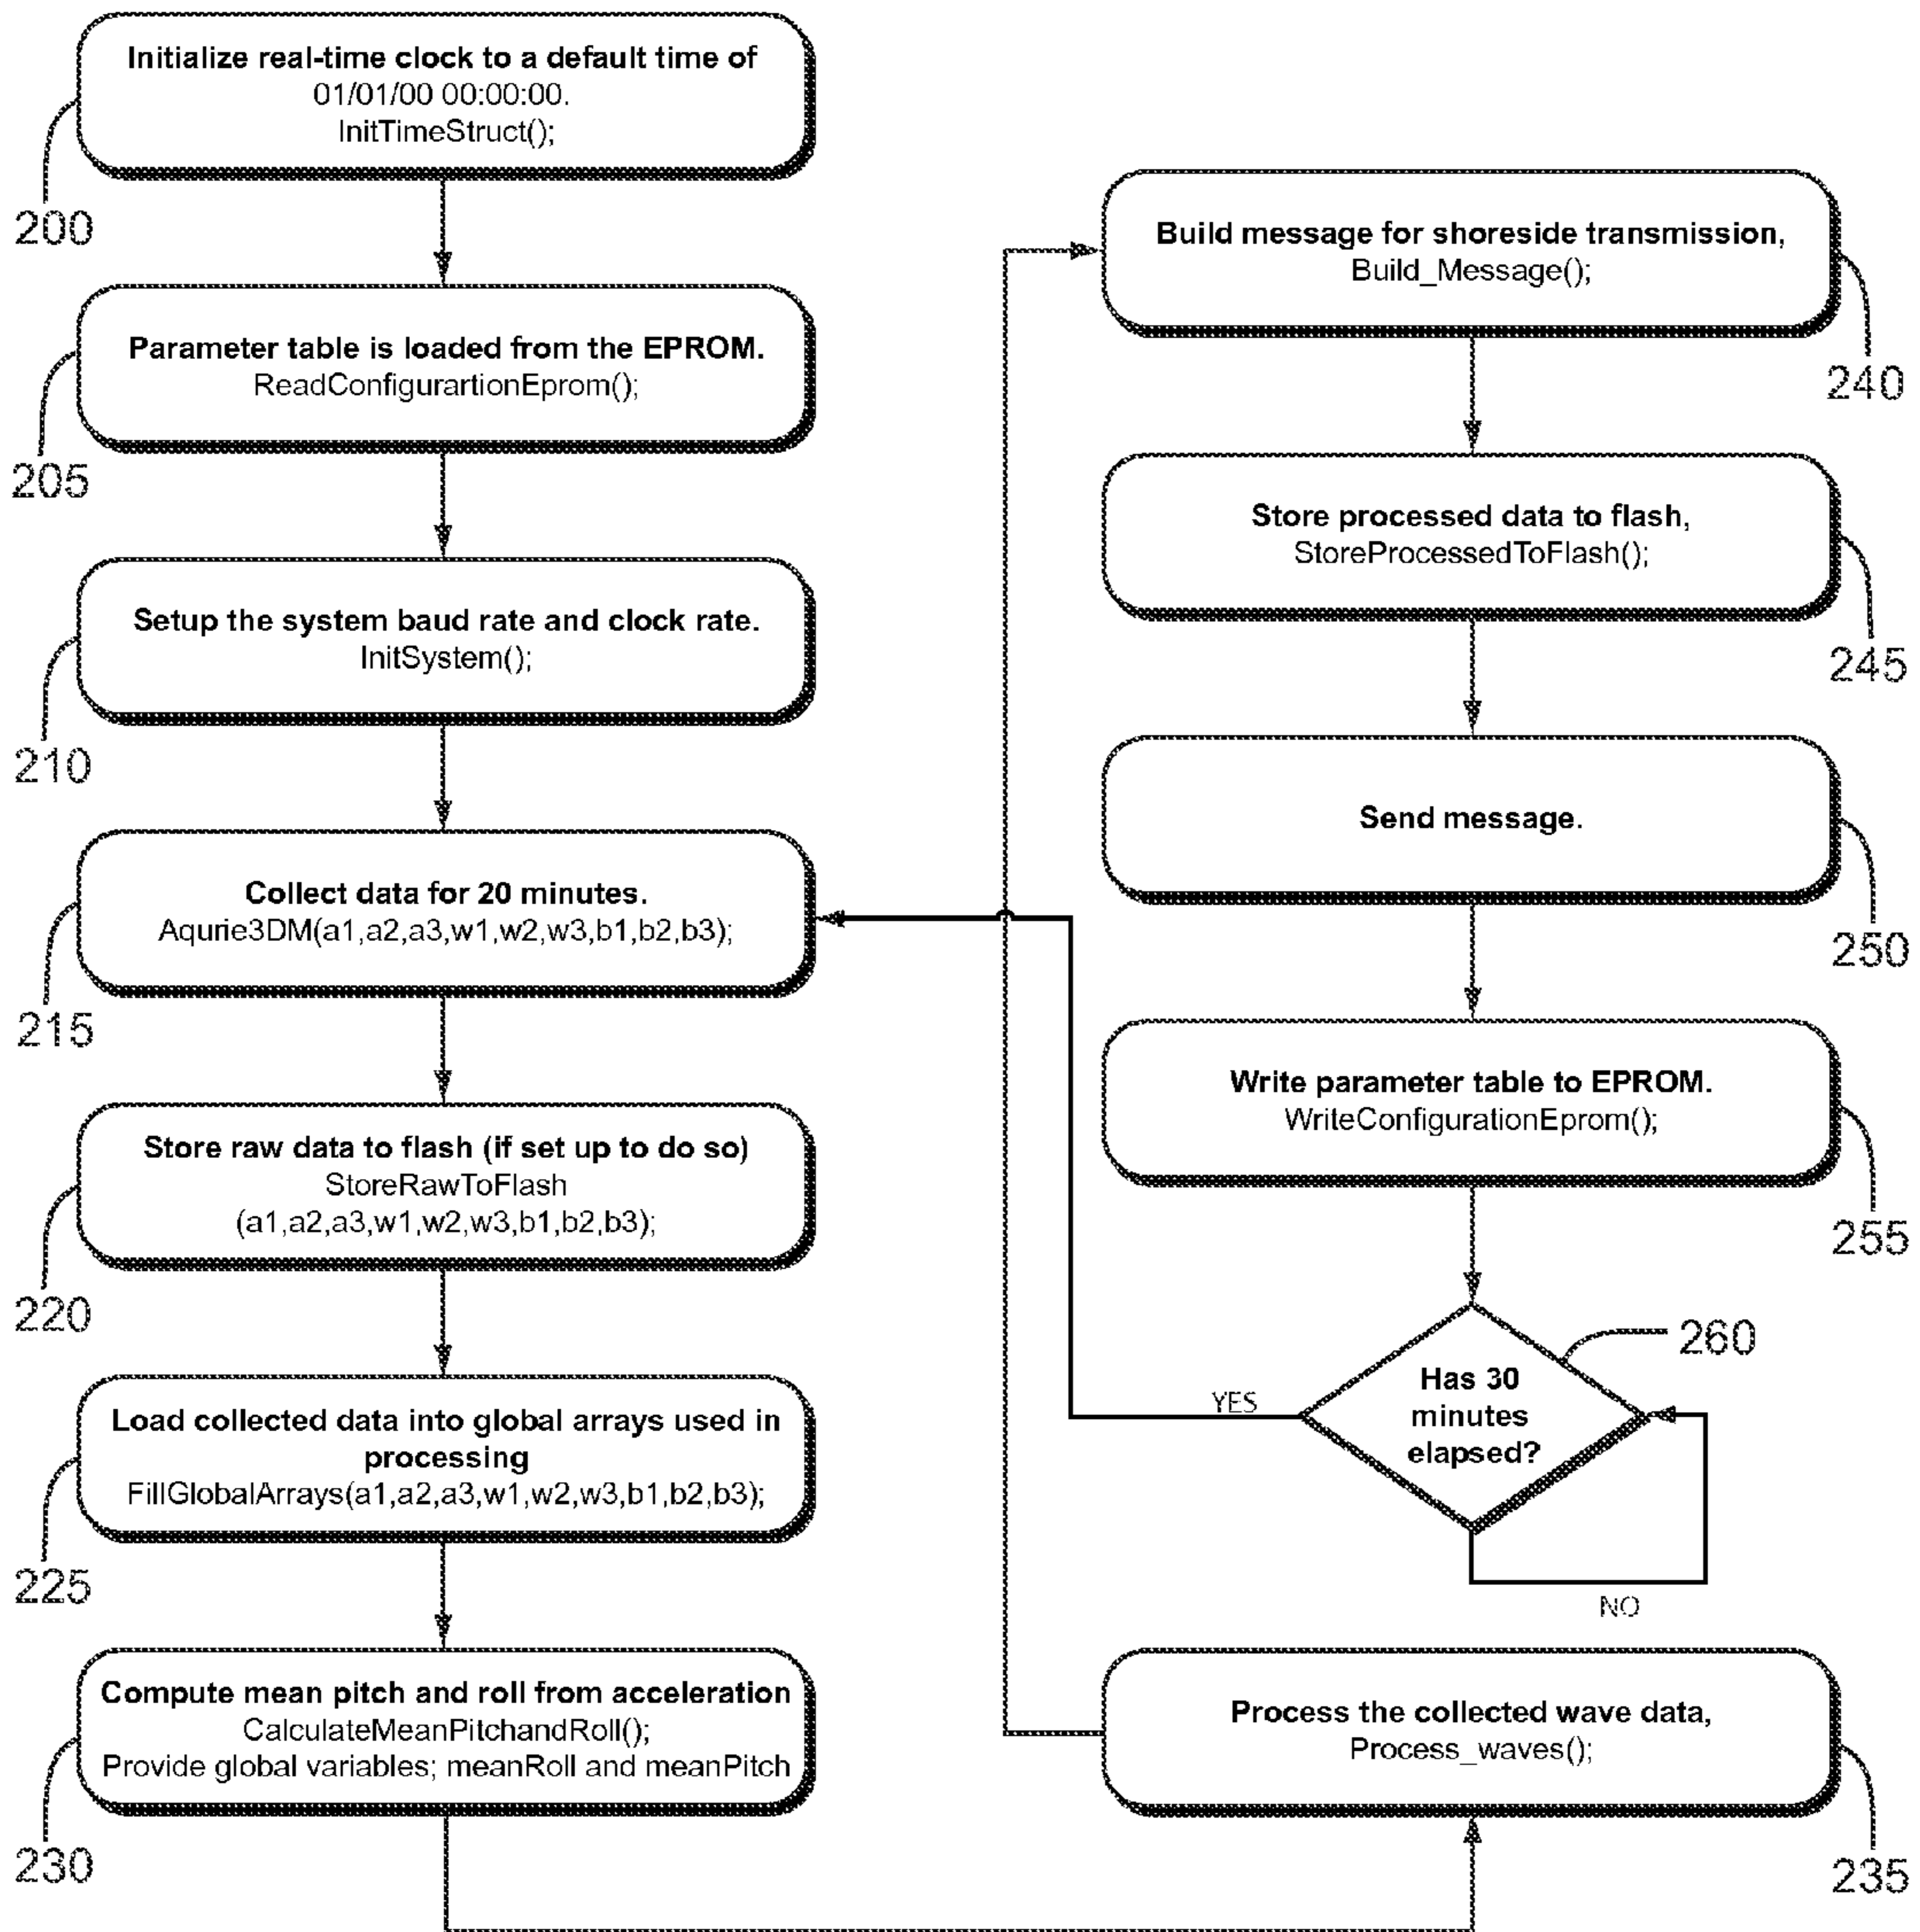 Initialize real-time clock to a default time of
01/01/00 00:00:00.
InitTimeStruct();
200
Parameter table is loaded from the EPROM.
ReadConfigurartionEprom();
205
Setup the system baud rate and clock rate.
InitSystem();
210
Collect data for 20 minutes.
Aqurie3DM(a1,a2,a3,w1,w2,w3,b1,b2,b3);
215
Store raw data to flash (if set up to do so)
StoreRawToFlash
(a1,a2,a3,w1,w2,w3,b1,b2,b3);
220
Load collected data into global arrays used in
processing
FillGlobalArrays(a1,a2,a3,w1,w2,w3,b1,b2,b3);
225
Compute mean pitch and roll from acceleration
CalculateMeanPitchandRoll();
Provide global variables; meanRoll and meanPitch
230
Process the collected wave data,
Process_waves();
235
Build message for shoreside transmission,
Build_Message();
240
Store processed data to flash,
StoreProcessedToFlash();
245
Send message.
250
Write parameter table to EPROM.
WriteConfigurationEprom();
255
Has 30
minutes
elapsed?
260
YES
NO